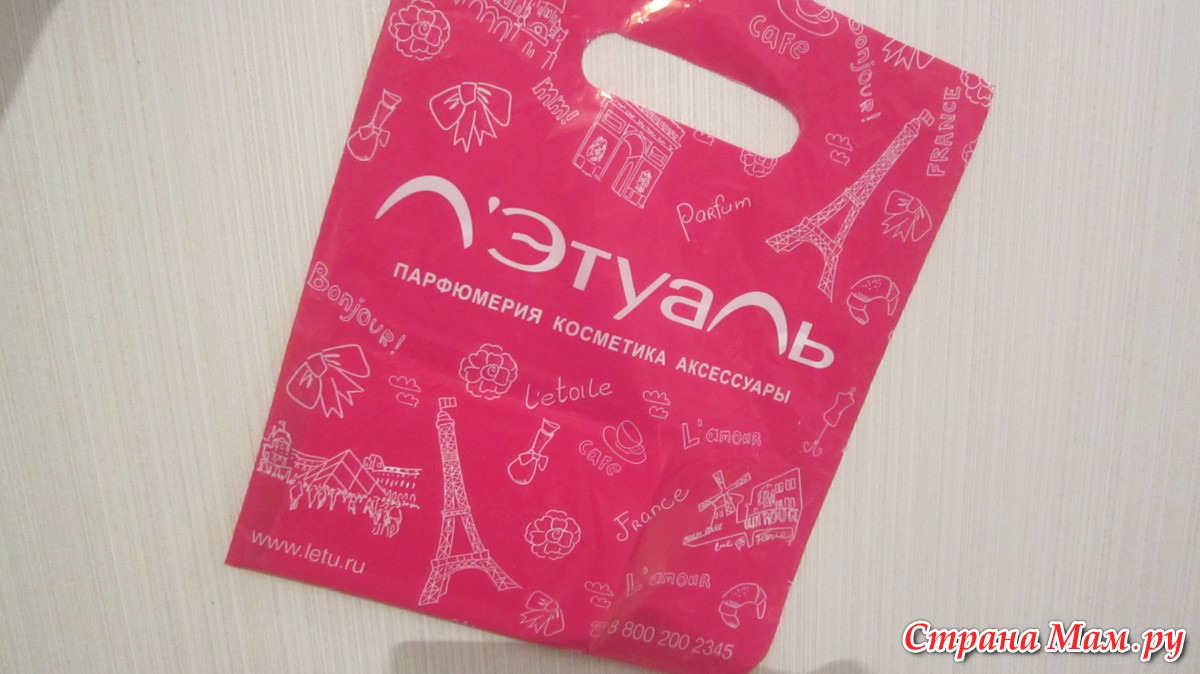 cafe
Bonjour!
FRANCE
Mmm!
Parfum
Л'Этуаль
ПАРФЮМЕРИЯ КОСМЕТИКА АКСЕССУАРЫ
Bonjour!
L'etoile
L'amour
cafe
France
www.letu.ru
L'amour
8 800 200 2345
Страна Мам.ру